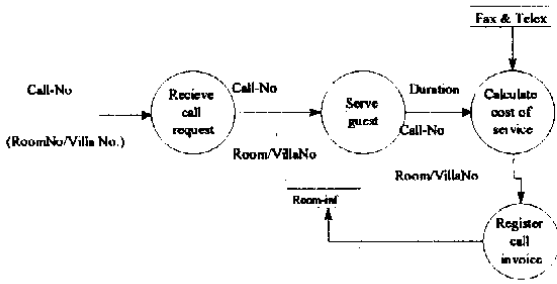 Fax & Telex
Call-No
(RoomNo/Villa No.)
Recieve
call
request
Call-No
Room/VillaNo
Serve
guest
Duration
Call-No
Calculate
cost of
service
Room/VillaNo
Room-inf
Register
call
invoice